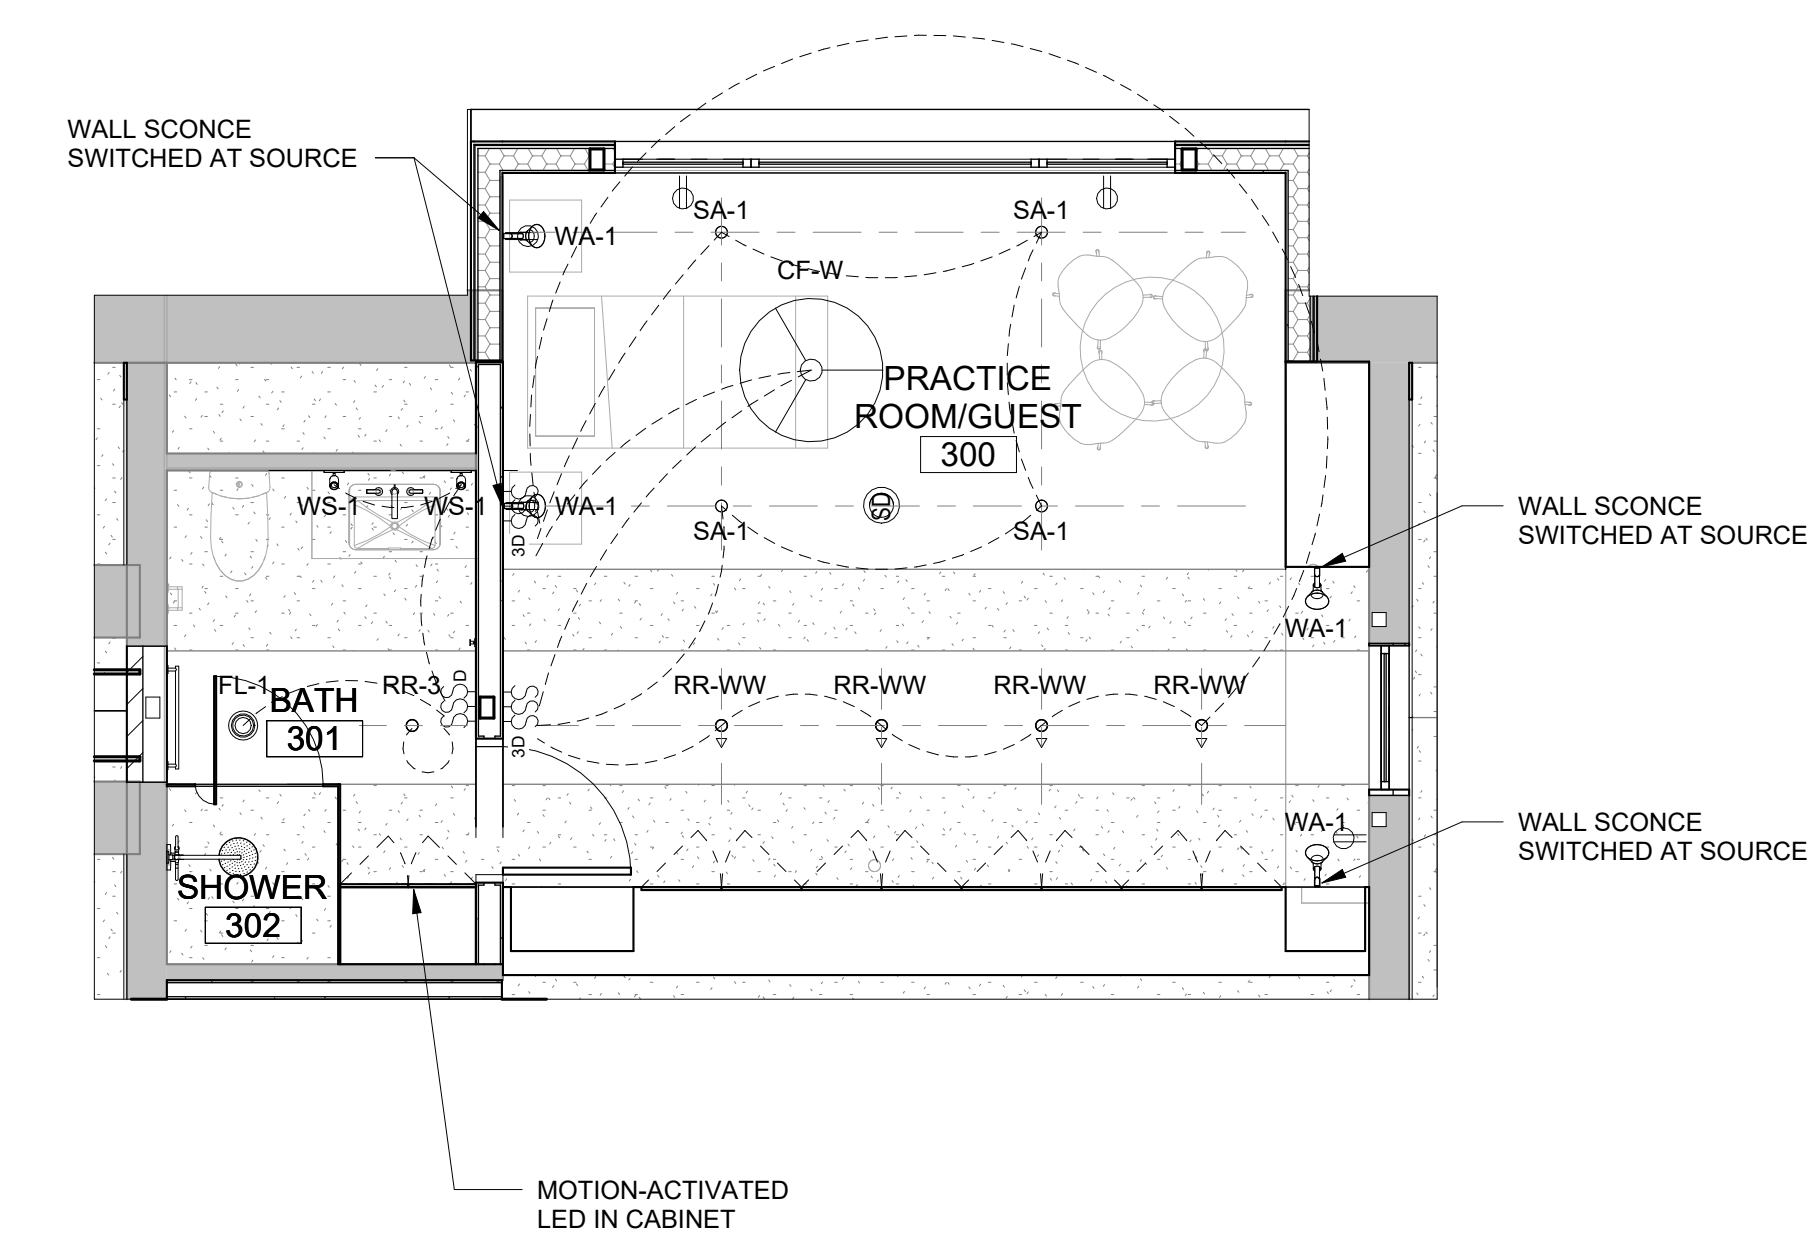 WALL SCONCE
SWITCHED AT SOURCE
SA-1
SA-1
WA-1
CF-W
PRACTICE
ROOM/GUEST
300
WS-1
WS-1
WA-1
SD
SA-1
SA-1
3D
WALL SCONCE
SWITCHED AT SOURCE
WA-1
FL-1
RR-3
D
RR-WW
RR-WW
RR-WW
RR-WW
BATH
301
3D
WA-1
WALL SCONCE
SWITCHED AT SOURCE
SHOWER
302
MOTION-ACTIVATED
LED IN CABINET